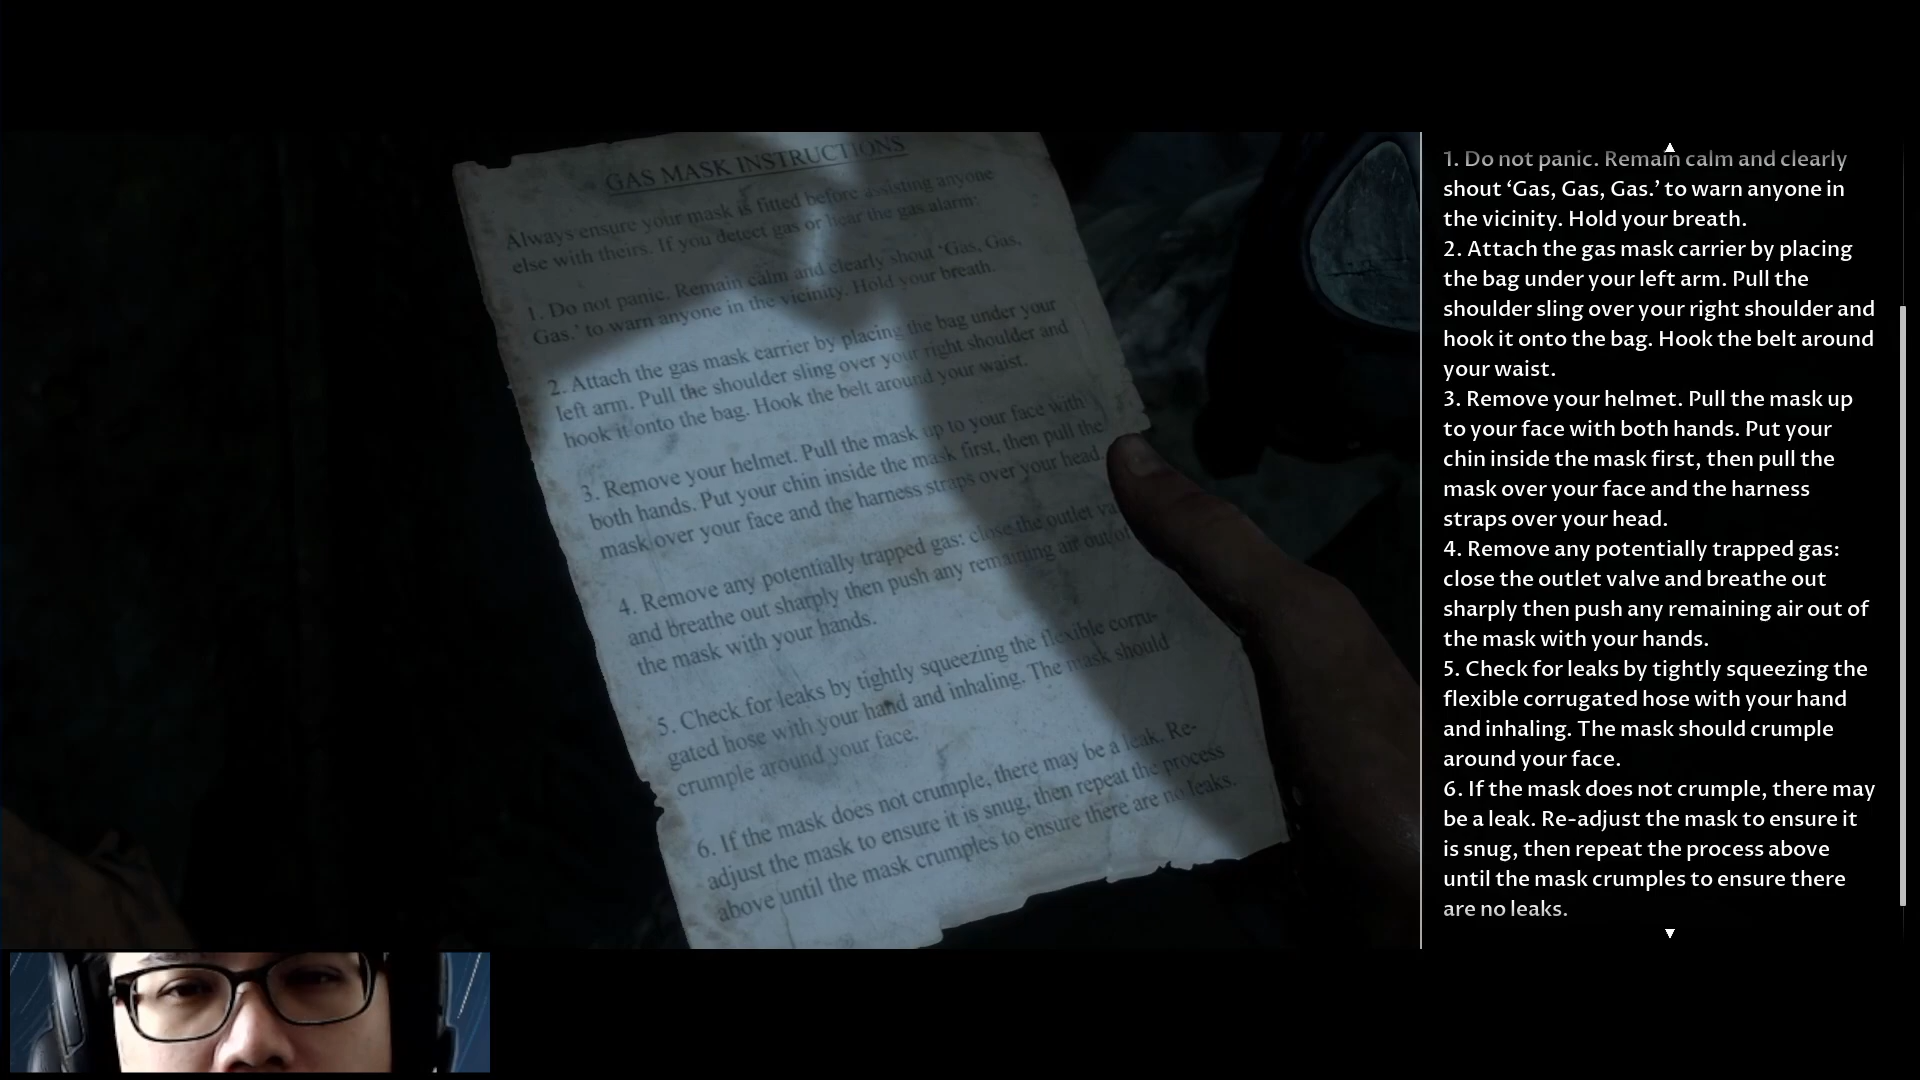 GAS MASK INSTRUCTIONS
Always ensure your mask is fitted before assisting anyone
else with theirs. If you detect gas or hear the gas alarm:
1. Do not panic. Remain calm and clearly shout ‘Gas, Gas,
Gas.’ to warn anyone in the vicinity. Hold your breath.
2. Attach the gas mask carrier by placing the bag under your
left arm. Pull the shoulder sling over your right shoulder and
hook it onto the bag. Hook the belt around your waist.
3. Remove your helmet. Pull the mask up to your face with
both hands. Put your chin inside the mask first, then pull the
mask over your face and the harness straps over your head.
4. Remove any potentially trapped gas: close the outlet va
and breathe out sharply then push any remaining air out of
the mask with your hands.
5. Check for leaks by tightly squeezing the flexible corru-
gated hose with your hand and inhaling. The mask should
crumple around your face.
6. If the mask does not crumple, there may be a leak. Re-
adjust the mask to ensure it is snug, then repeat the process
above until the mask crumples to ensure there are no leaks.
1. Do not panic. Remain calm and clearly
shout ‘Gas, Gas, Gas.’ to warn anyone in
the vicinity. Hold your breath.
2. Attach the gas mask carrier by placing
the bag under your left arm. Pull the
shoulder sling over your right shoulder and
hook it onto the bag. Hook the belt around
your waist.
3. Remove your helmet. Pull the mask up
to your face with both hands. Put your
chin inside the mask first, then pull the
mask over your face and the harness
straps over your head.
4. Remove any potentially trapped gas:
close the outlet valve and breathe out
sharply then push any remaining air out of
the mask with your hands.
5. Check for leaks by tightly squeezing the
flexible corrugated hose with your hand
and inhaling. The mask should crumple
around your face.
6. If the mask does not crumple, there may
be a leak. Re-adjust the mask to ensure it
is snug, then repeat the process above
until the mask crumples to ensure there
are no leaks.